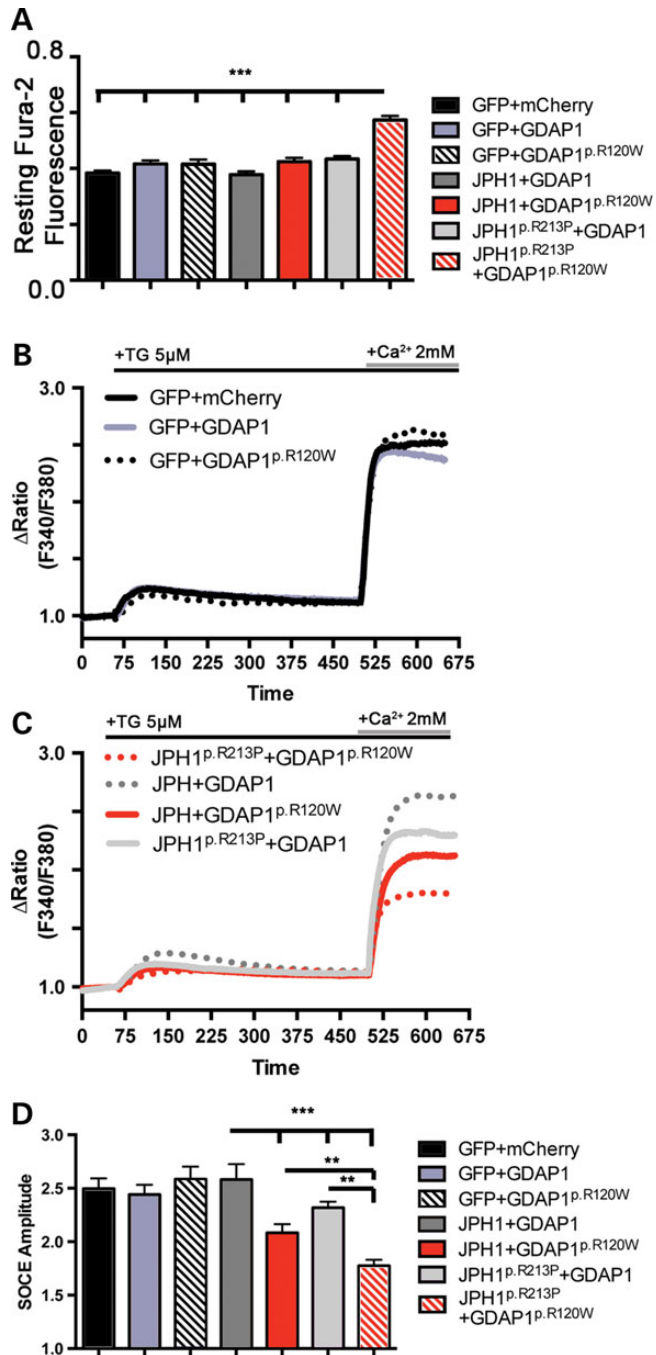 A
0.8
***
Resting Fura-2
Fluorescence
0.0
GFP+mCherry
GFP+GDAP1
GFP+GDAP1p.R120W
JPH1+GDAP1
JPH1+GDAP1p.R120W
JPH1p.R213P+GDAP1
JPH1p.R213P
+GDAP1p.R120W
B
+TG 5µM
+Ca2+ 2mM
3.0
GFP+mCherry
GFP+GDAP1
GFP+GDAP1p.R120W
ΔRatio
(F340/F380)
1.0
0 75 150 225 300 375 450 525 600 675
Time
C
+TG 5µM
+Ca2+ 2mM
3.0
JPH1p.R213P+GDAP1p.R120W
JPH+GDAP1
JPH+GDAP1p.R120W
JPH1p.R213P+GDAP1
ΔRatio
(F340/F380)
1.0
0 75 150 225 300 375 450 525 600 675
Time
D
3.0
***
2.5
**
**
2.0
1.5
1.0
SOCE Amplitude
GFP+mCherry
GFP+GDAP1
GFP+GDAP1p.R120W
JPH1+GDAP1
JPH1+GDAP1p.R120W
JPH1p.R213P+GDAP1
JPH1p.R213P
+GDAP1p.R120W